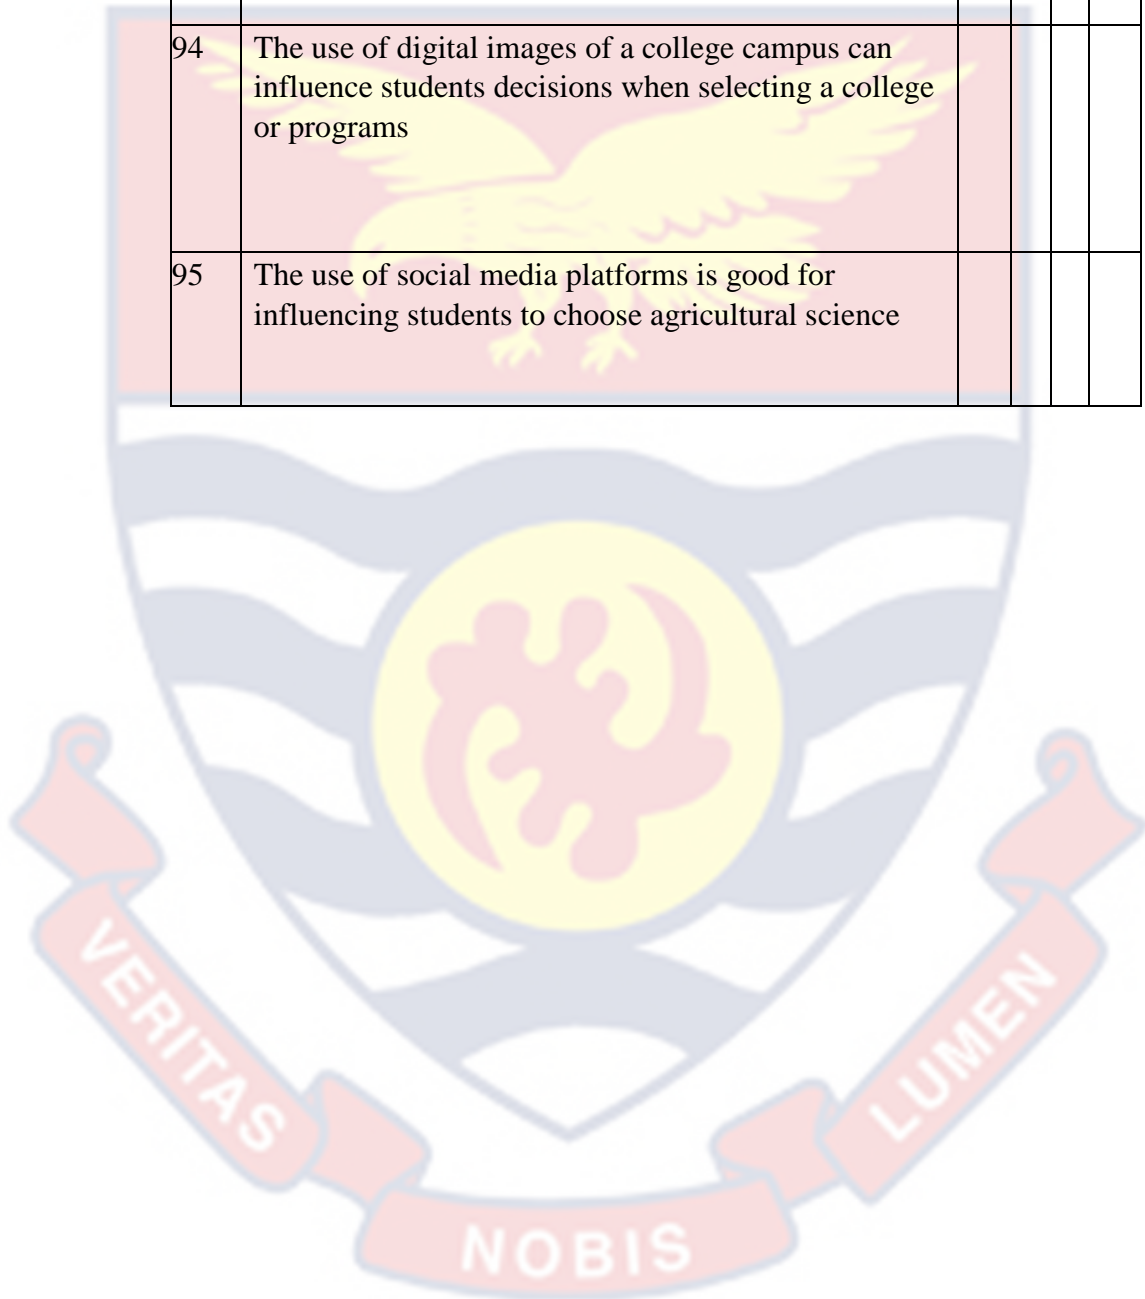 94 The use of digital images of a college campus can
influence students decisions when selecting a college
or programs
95 The use of social media platforms is good for
influencing students to choose agricultural science
VERITAS
NOBIS
LUMEN